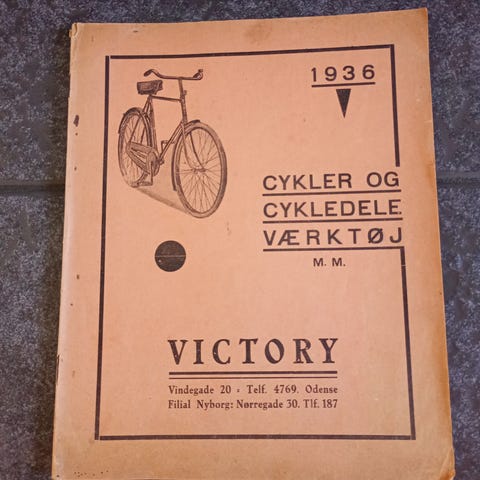 1936
CYKLER OG
CYKLEDELE
VÆRKTØJ
M. M.
VICTORY
Vindegade 20 - Telf. 4769. Odense
Filial Nyborg: Nørregade 30. Tlf. 187